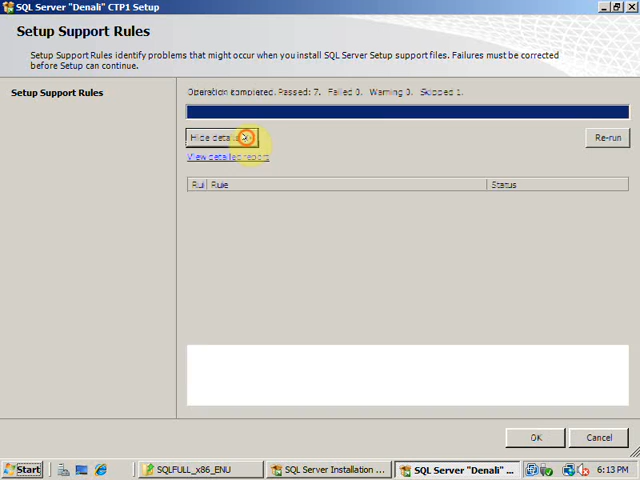 SQL Server "Denali" CTP1 Setup
Setup Support Rules
Setup Support Rules identify problems that might occur when you install SQL Server Setup support files. Failures must be corrected
before Setup can continue.
Setup Support Rules
Operation completed. Passed: 7. Failed 0. Warning 0. Skipped 1.
Hide details
Re-run
View detailed report
Rul Rule Status
OK Cancel
Start SQLFULL_x86_ENU SQL Server Installation ... SQL Server "Denali" ... 6:13 PM